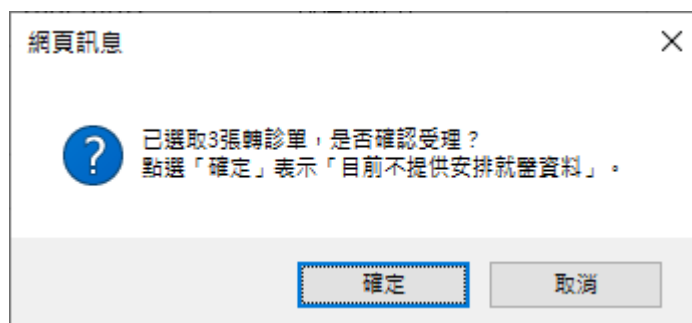 網頁訊息
已選取3張轉診單，是否確認受理？
點選「確定」表示「目前不提供安排就醫資料」。
確定
取消